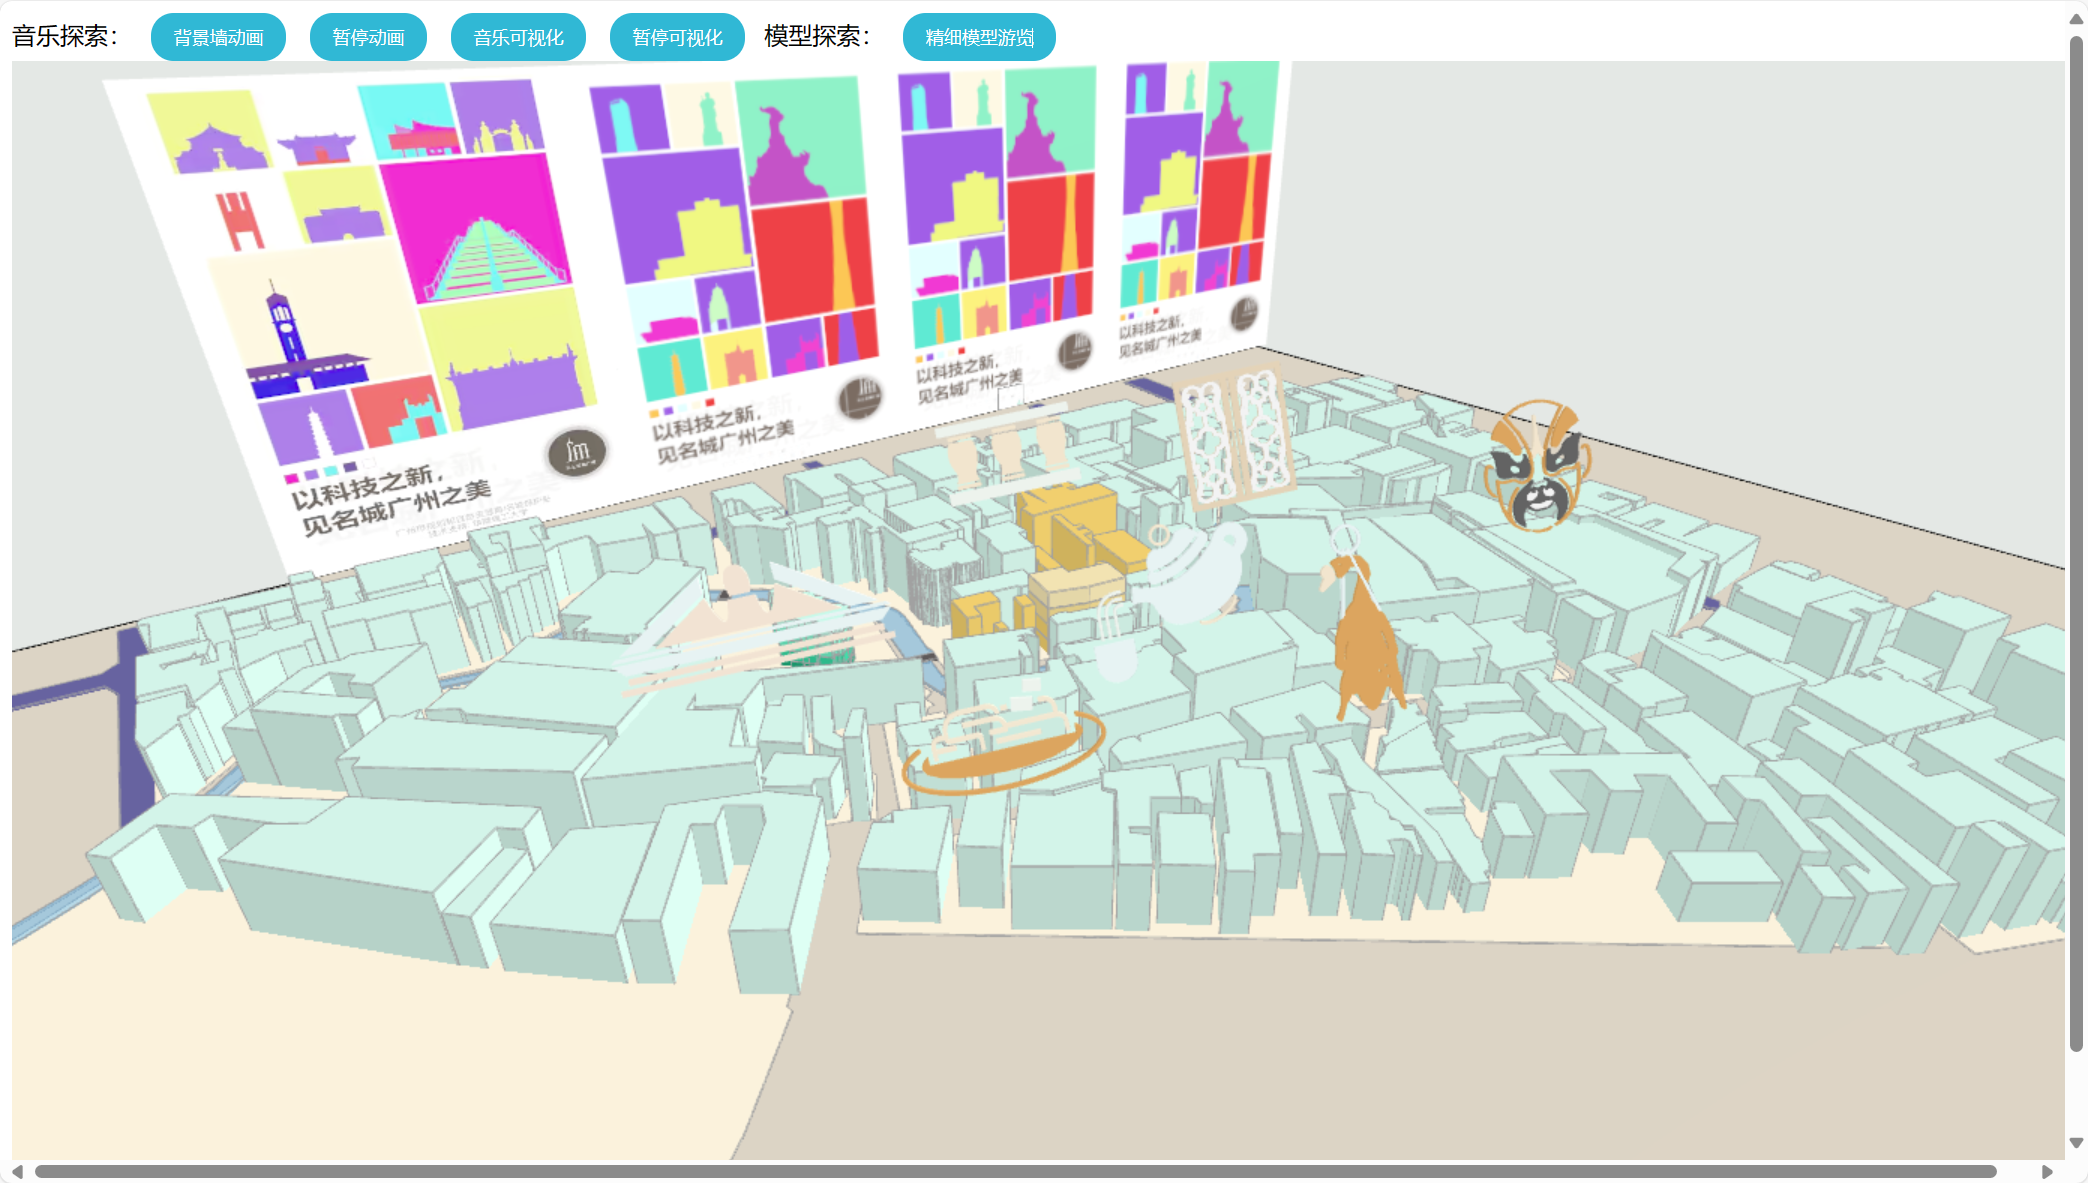 音乐探索：
背景墙动画
暂停动画
音乐可视化
暂停可视化
模型探索：
精细模型游览
以科技之新，
见名城广州之美
以科技之新，
见名城广州之美
以科技之新，
见名城广州之美
以科技之新，
见名城广州之美